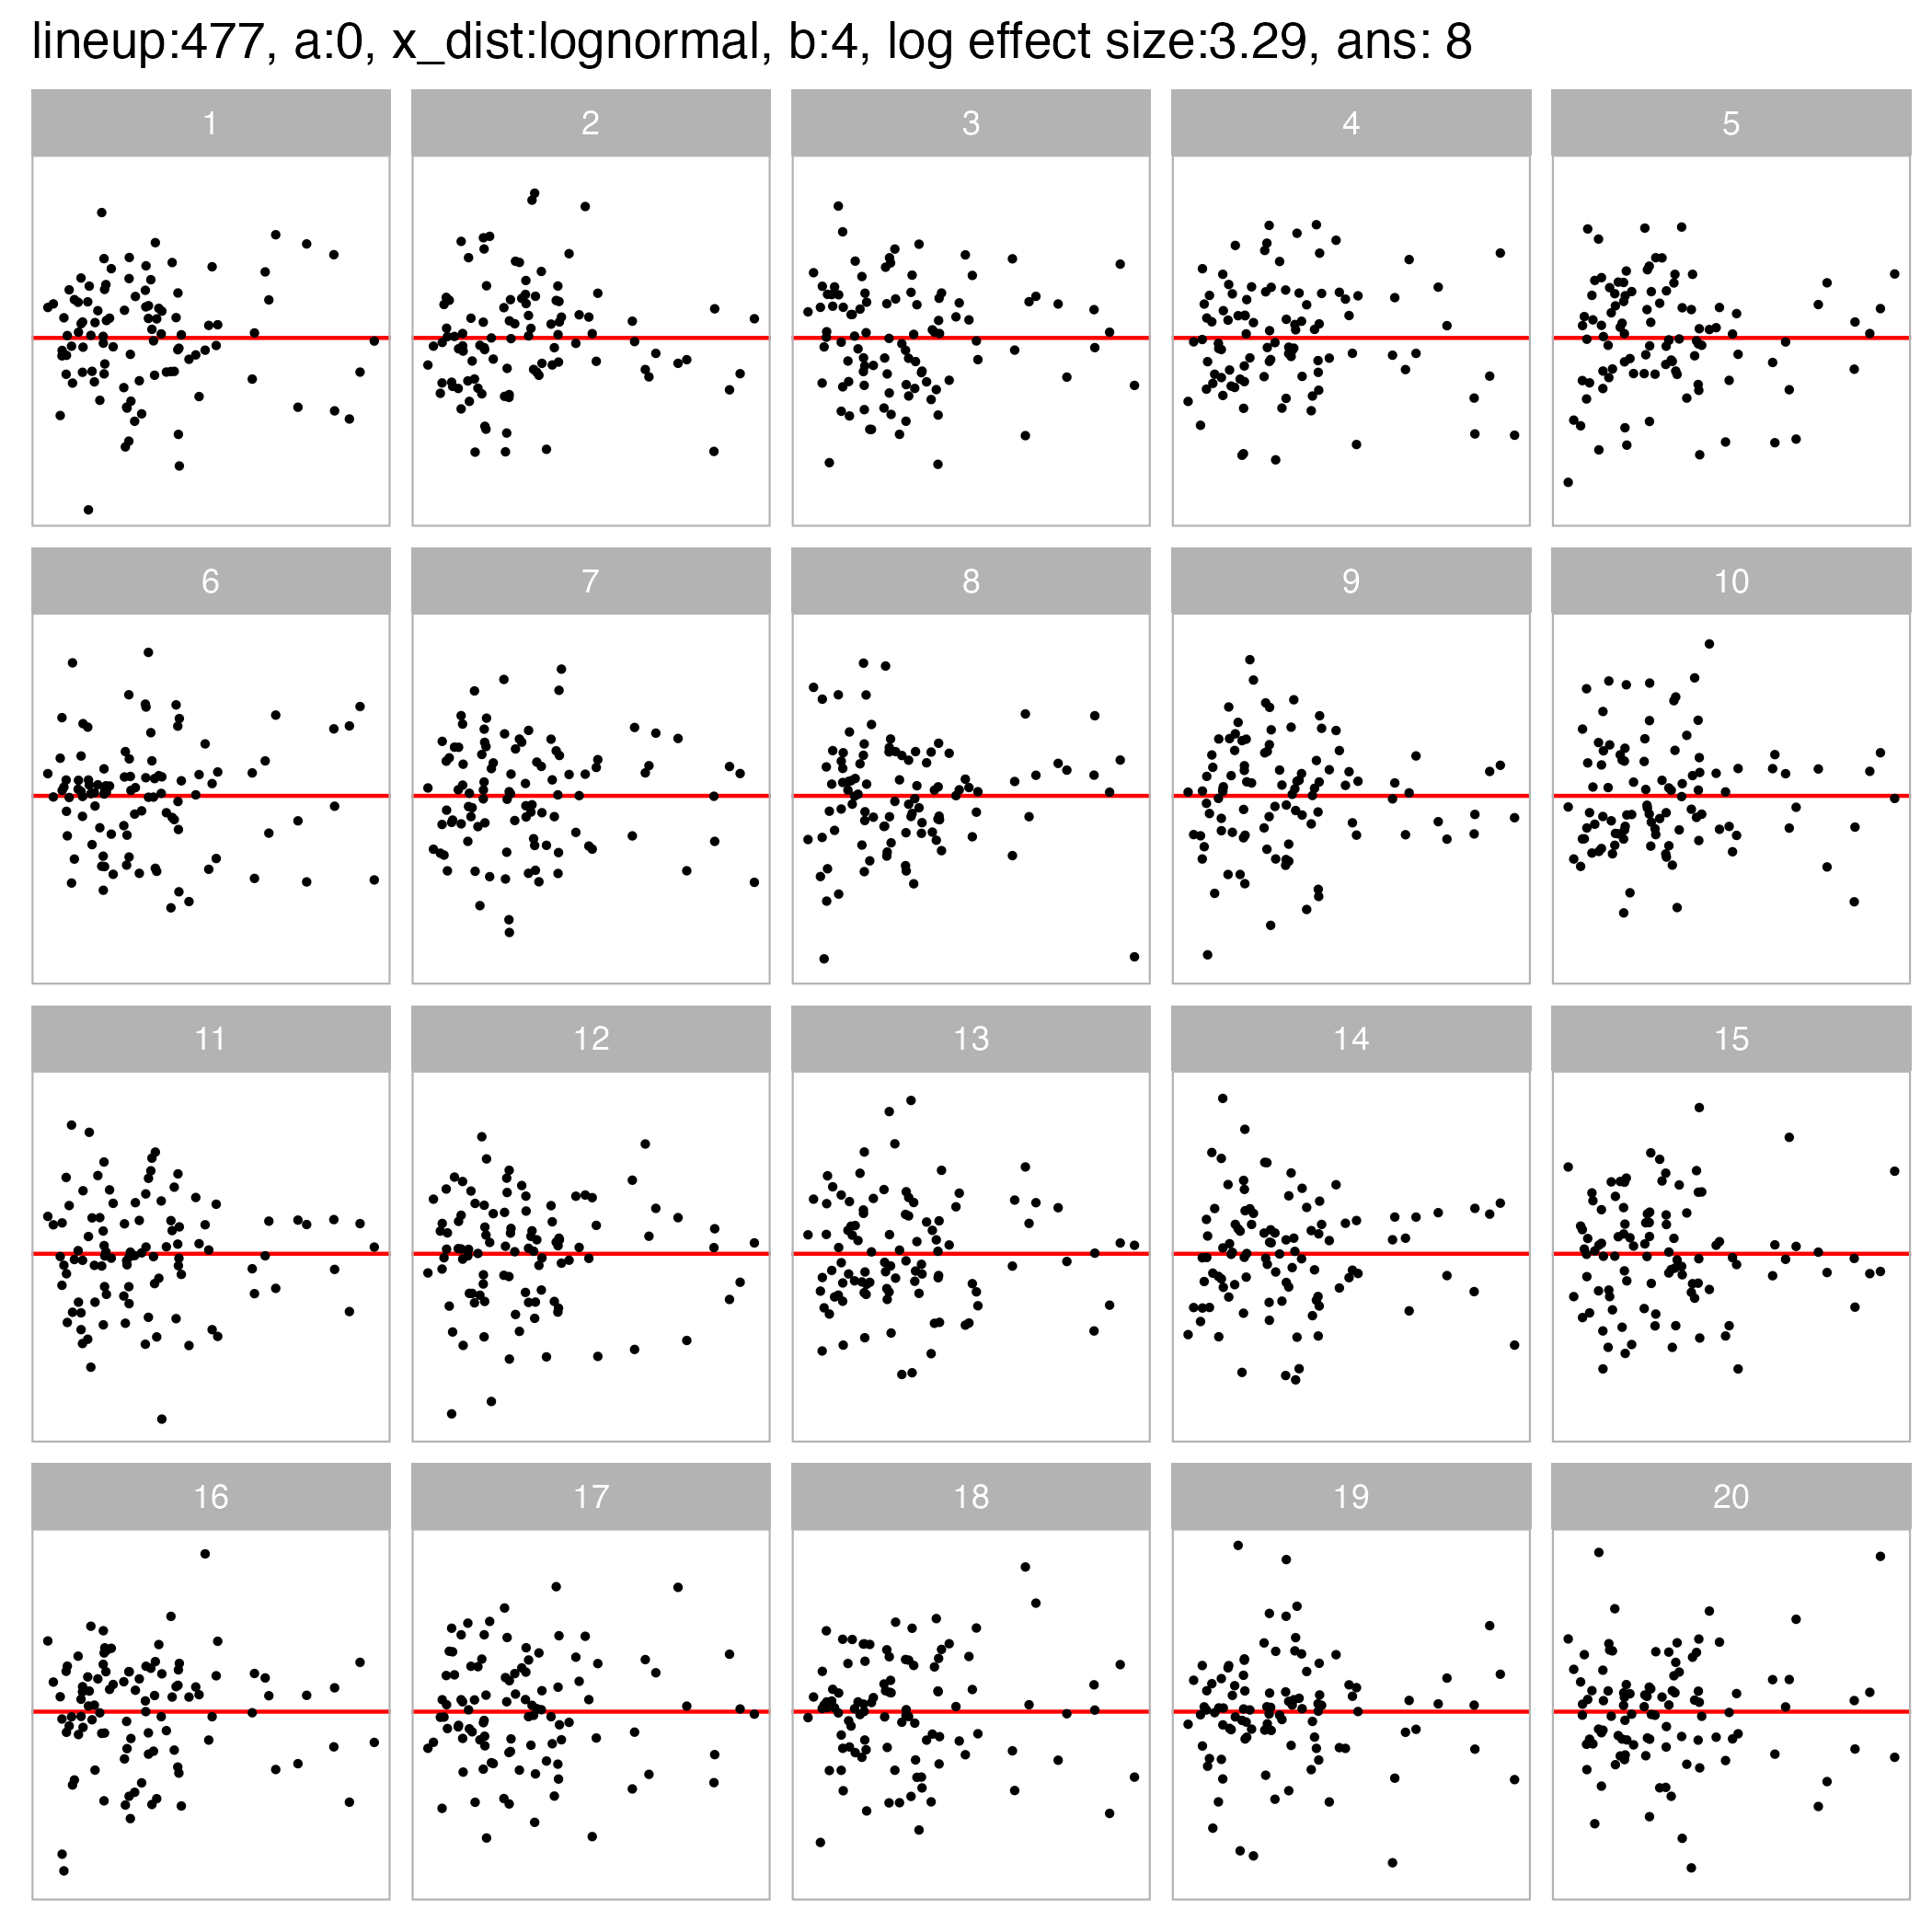 lineup:477, a:0, x_dist:lognormal, b:4, log effect size:3.29, ans: 8
1 2 3 4 5
6 7 8 9 10
11 12 13 14 15
16 17 18 19 20